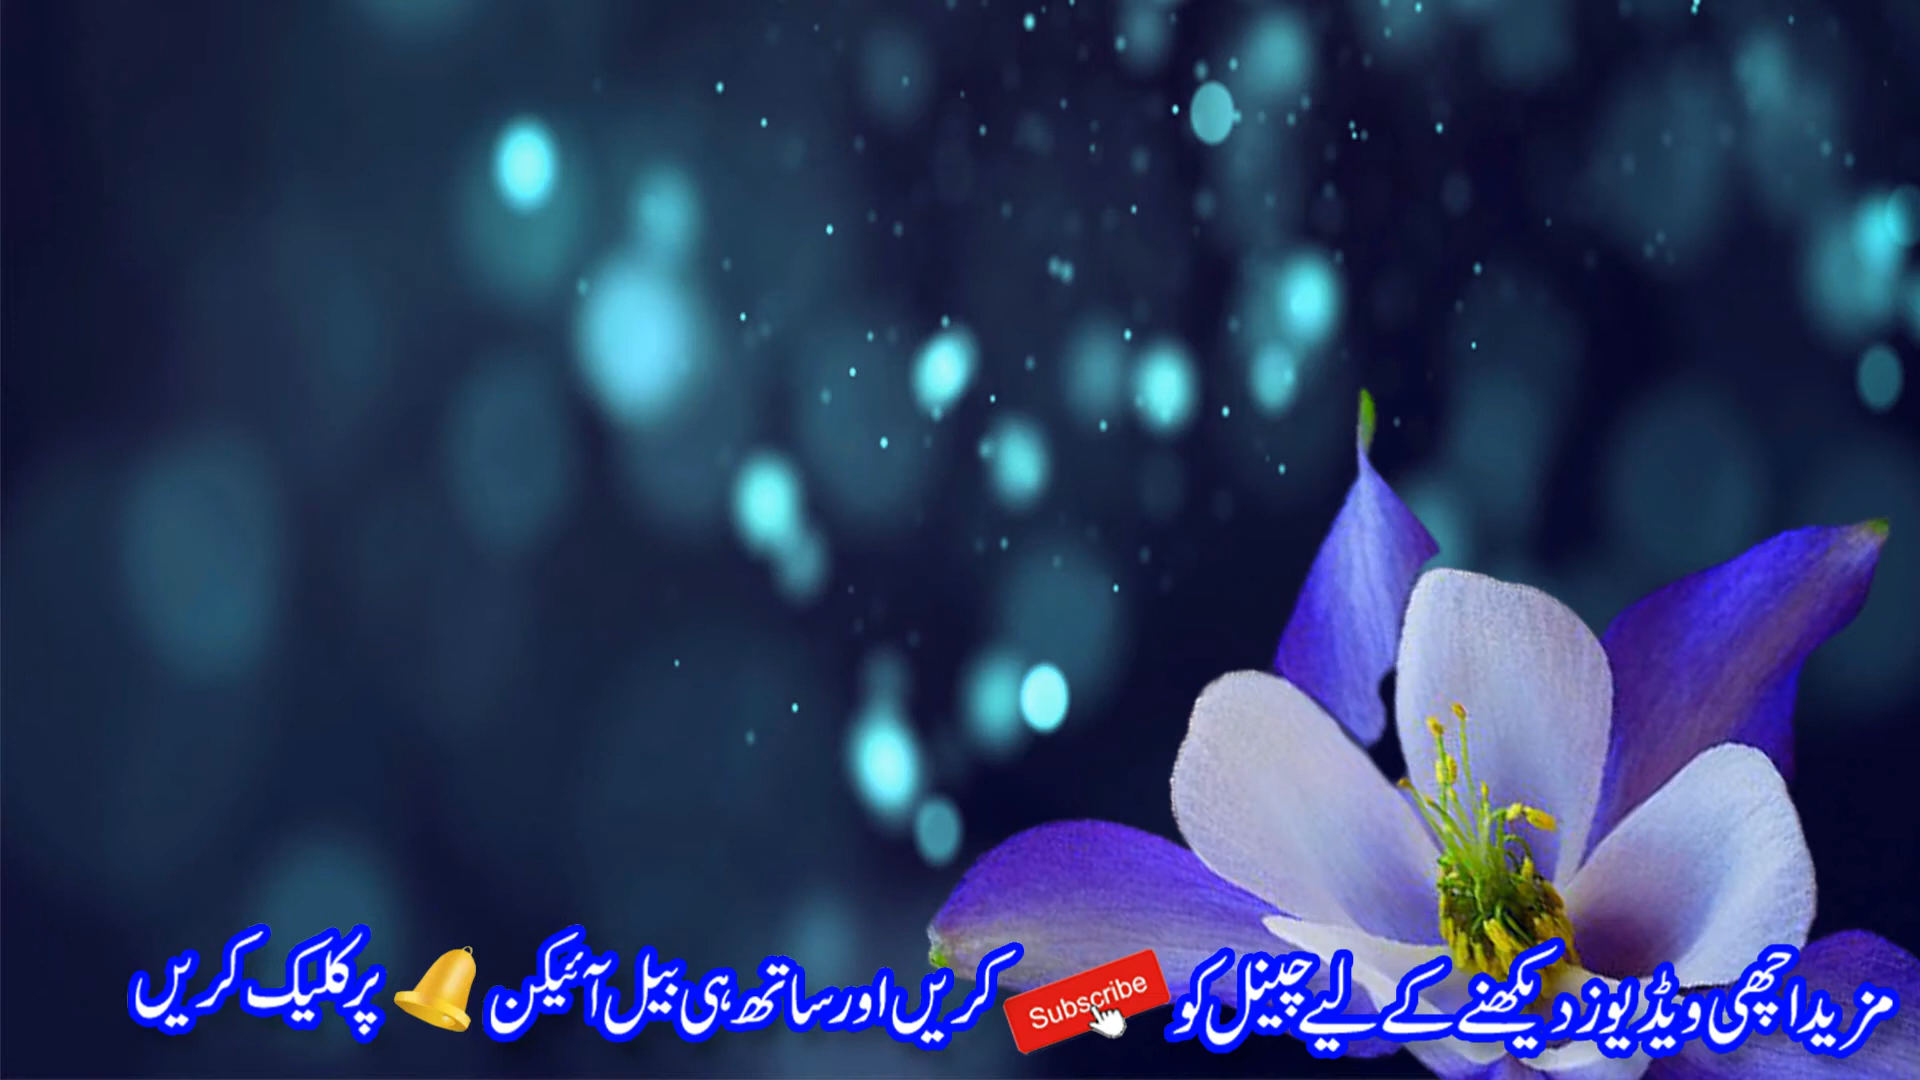 مزید اچھی ویڈیوز دیکھنے کے لیے چینل کو Subscribe کریں اور ساتھ ہی بیل آئیکن پر کلیک کریں